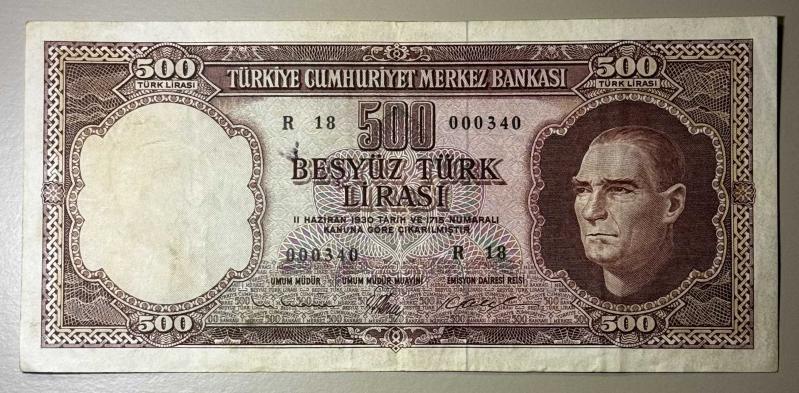 500 500
TÜRK LİRASI TÜRK LİRASI
TÜRKİYE CUMHURİYET MERKEZ BANKASI
R 18 500 000340
BEŞYÜZ TÜRK
LİRASI
11 HAZİRAN 1930 TARİH VE 1715 NUMARALI
KANUNA GÖRE ÇIKARILMIŞTIR
000340 R 18
UMUM MÜDÜR UMUM MÜDÜR MUAVİNİ EMİSYON DAİRESİ REİSİ
500 500